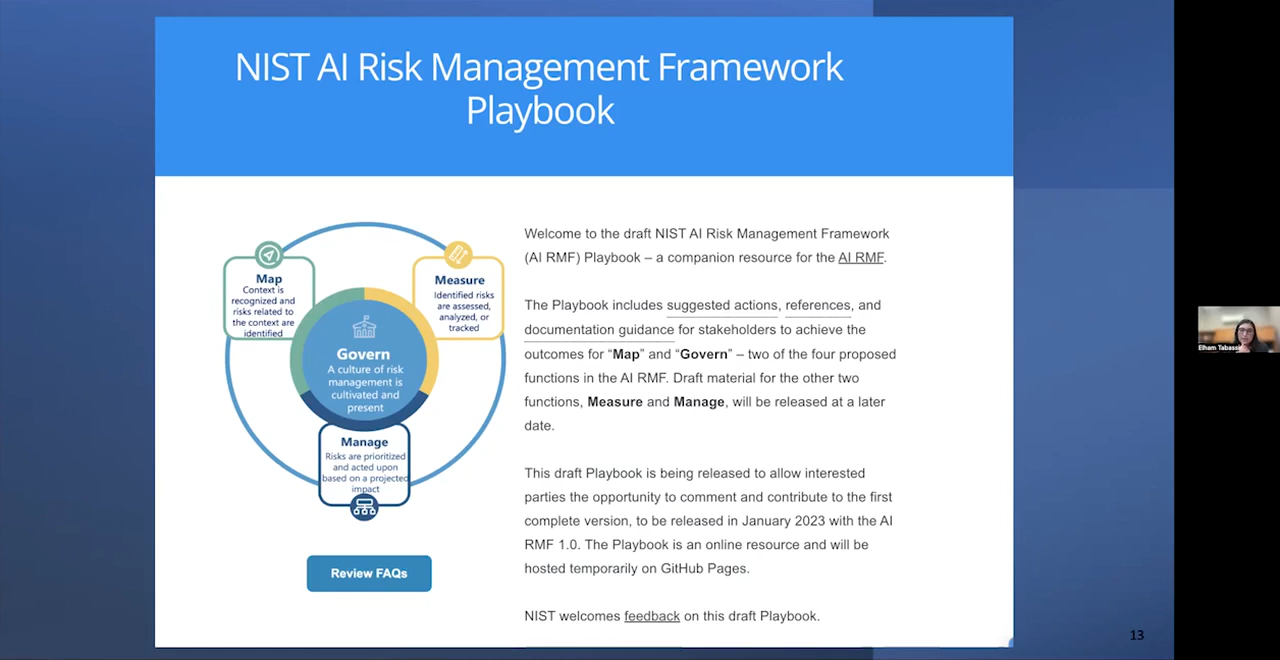 NIST AI Risk Management Framework
Playbook
Map
Context is
recognized and
risks related to
the context are
identified
Measure
Identified risks
are assessed,
analyzed, or
tracked
Govern
A culture of risk
management is
cultivated and
present
Manage
Risks are prioritized
and acted upon
based on a projected
impact
Review FAQs
Welcome to the draft NIST AI Risk Management Framework
(AI RMF) Playbook – a companion resource for the AI RMF.
The Playbook includes suggested actions, references, and
documentation guidance for stakeholders to achieve the
outcomes for “Map” and “Govern” – two of the four proposed
functions in the AI RMF. Draft material for the other two
functions, Measure and Manage, will be released at a later
date.
This draft Playbook is being released to allow interested
parties the opportunity to comment and contribute to the first
complete version, to be released in January 2023 with the AI
RMF 1.0. The Playbook is an online resource and will be
hosted temporarily on GitHub Pages.
NIST welcomes feedback on this draft Playbook.
13
Elham